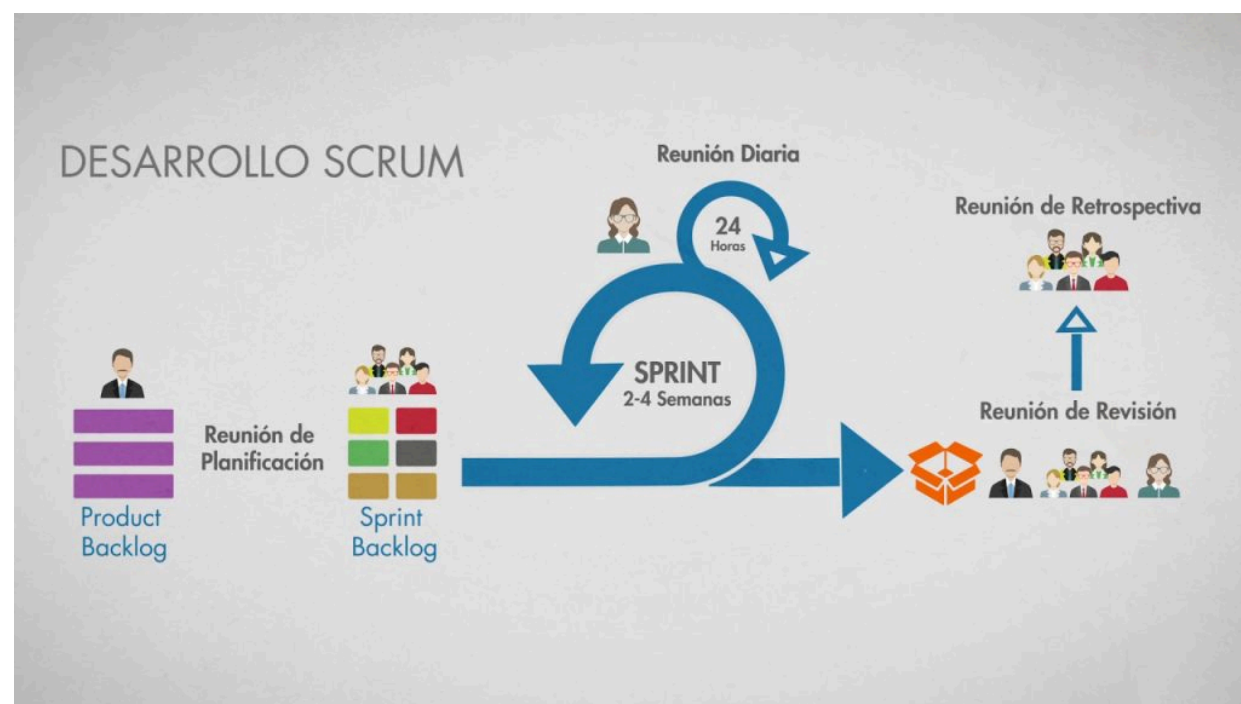 DESARROLLO SCRUM
Reunión Diaria
24
Horas
Reunión de Retrospectiva
SPRINT
2-4 Semanas
Reunión de Revisión
Reunión de
Planificación
Product
Backlog
Sprint
Backlog